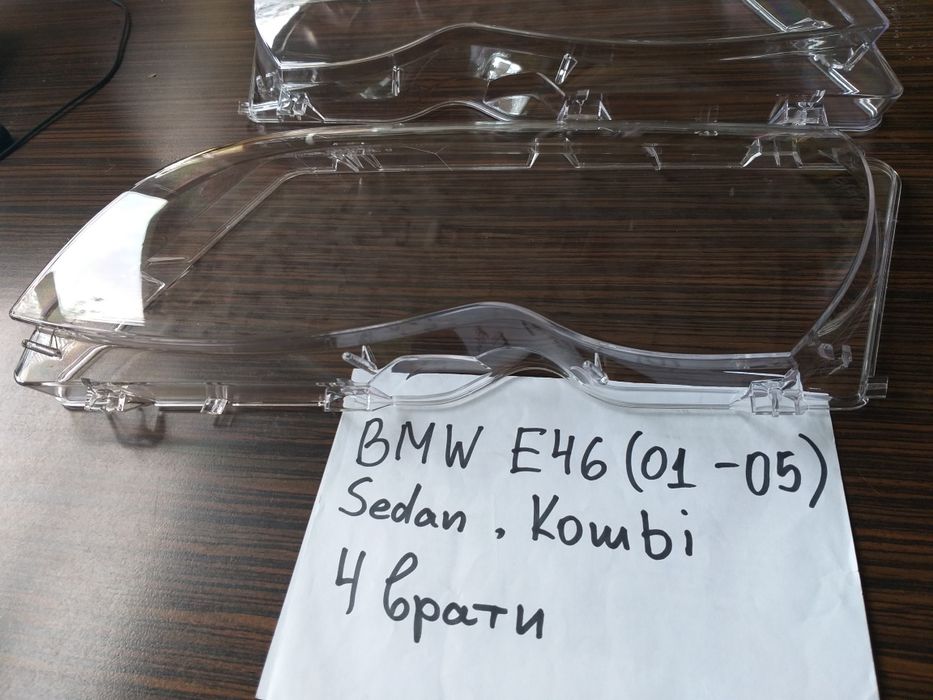 BMW E46 (01-05)
Sedan, Kombi
4 врати